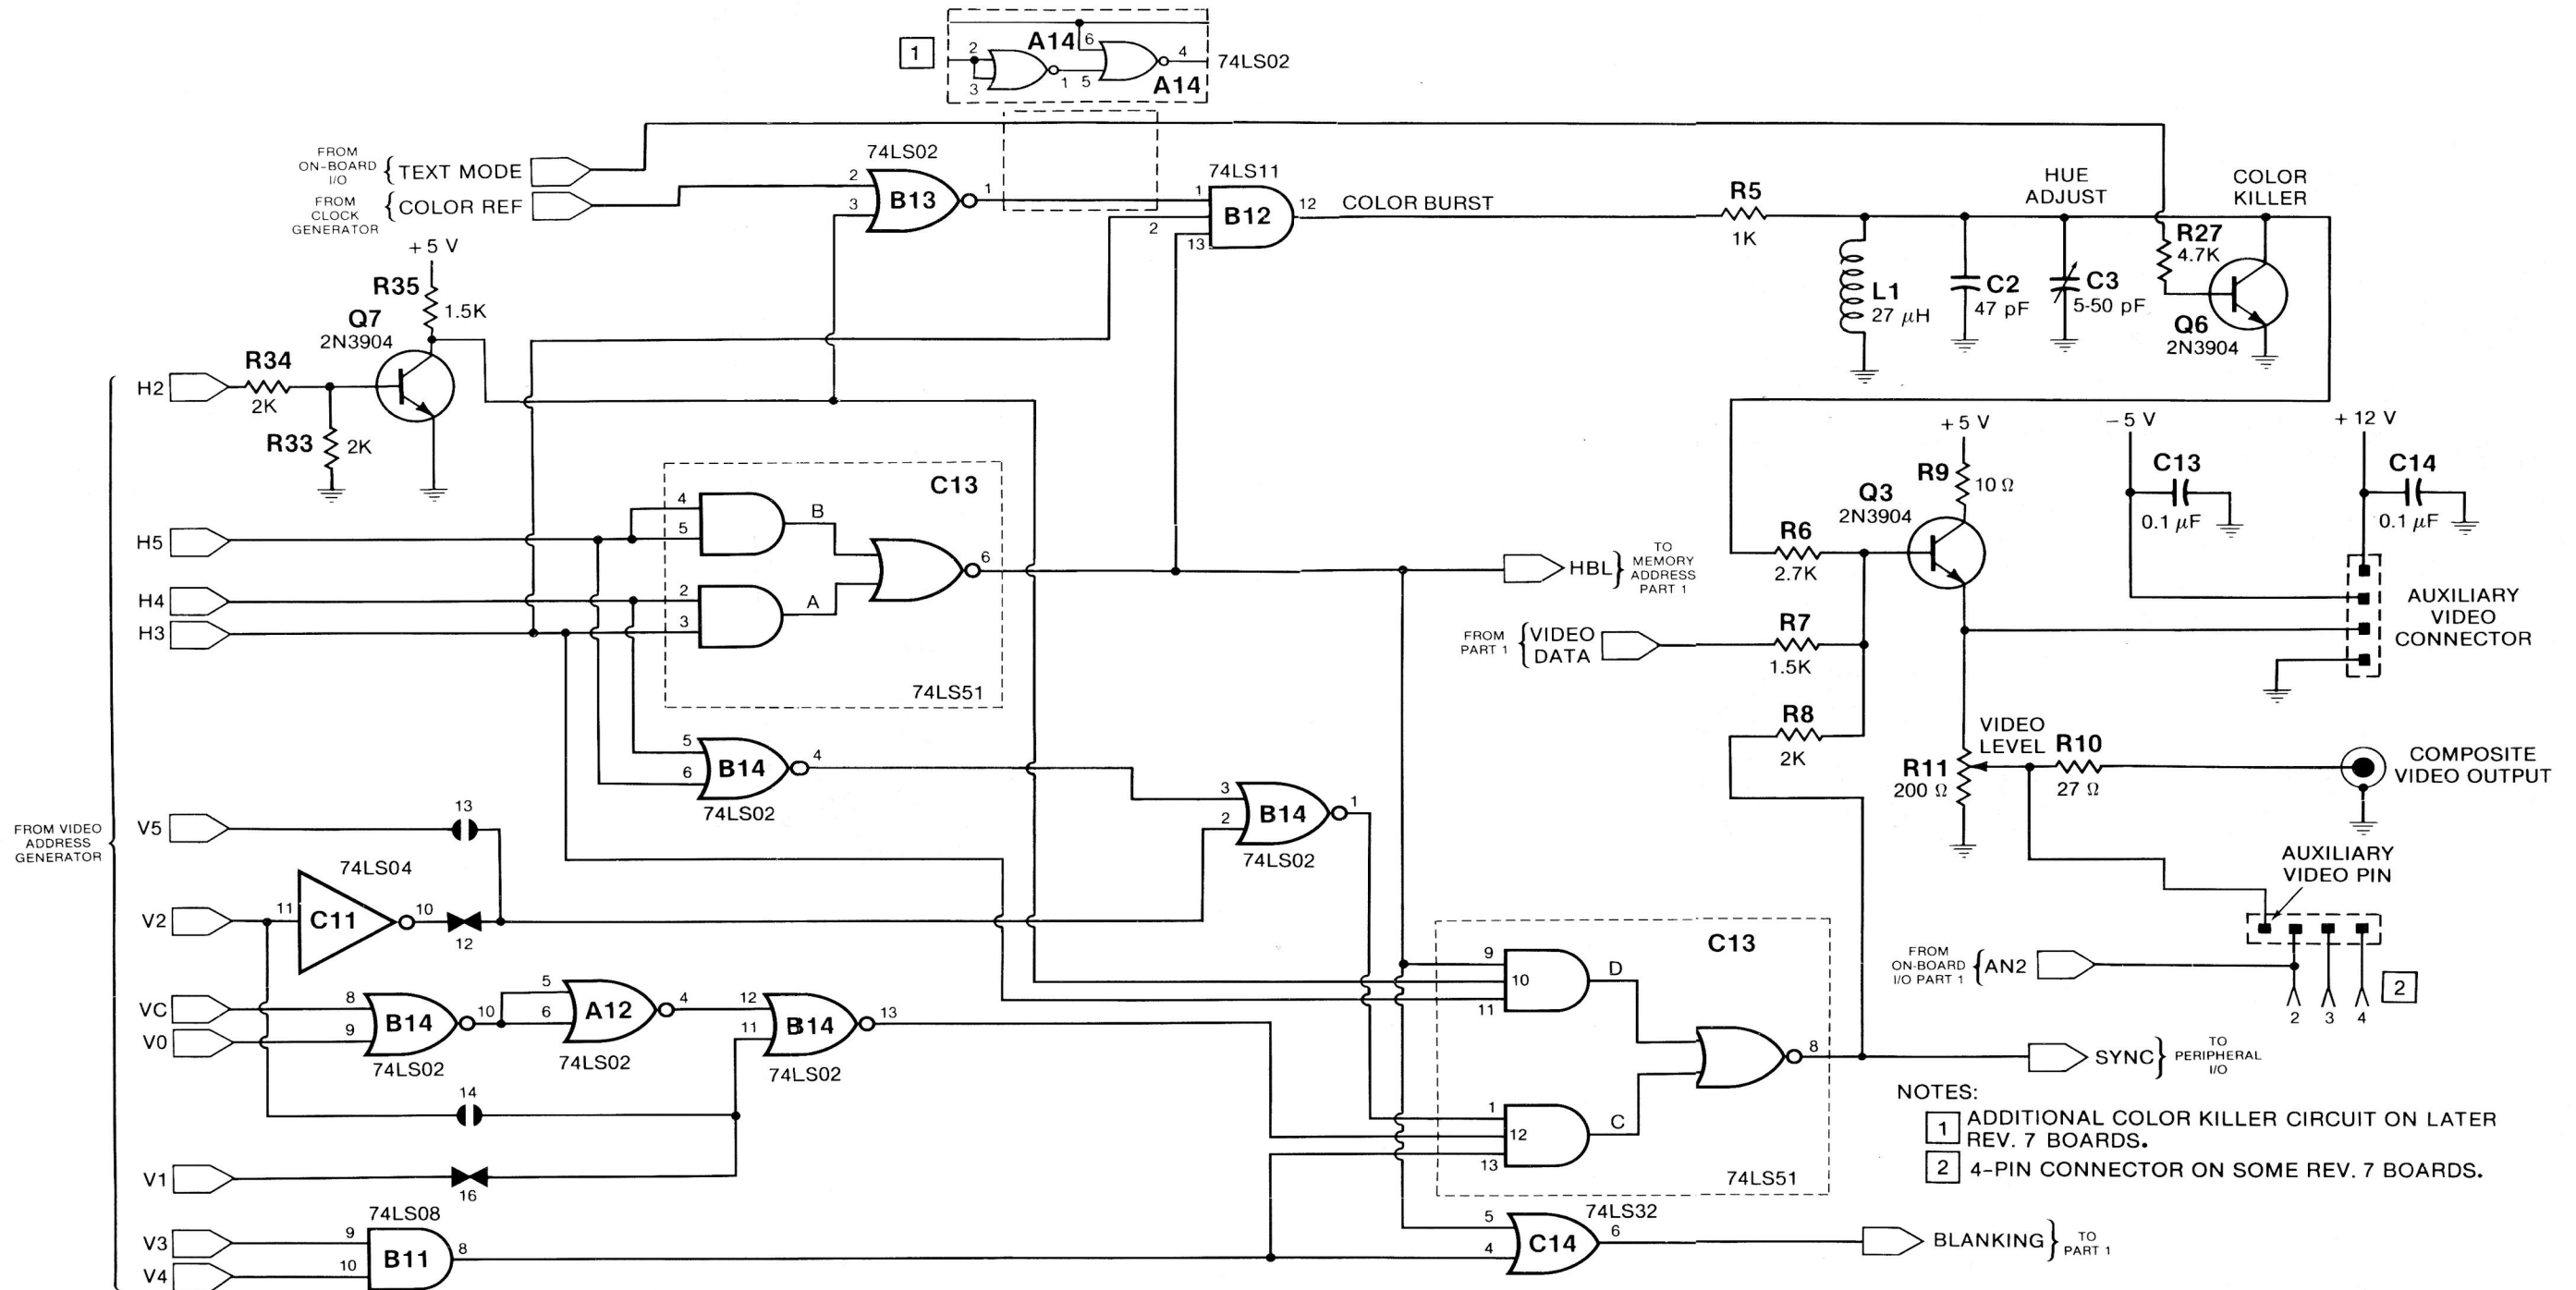 1
2
3
A14
6
1
5
4
A14
74LS02
FROM
ON-BOARD
I/O
TEXT MODE
FROM
CLOCK
GENERATOR
COLOR REF
74LS02
2
3
B13
1
74LS11
1
2
13
B12
12
COLOR BURST
R5
1K
HUE
ADJUST
COLOR
KILLER
R27
4.7K
L1
27 μH
C2
47 pF
C3
5-50 pF
Q6
2N3904
+5 V
R35
1.5K
Q7
2N3904
H2
R34
2K
R33
2K
C13
4
5
B
H5
H4
H3
2
3
A
6
74LS51
HBL
TO
MEMORY
ADDRESS
PART 1
+5 V
R9
10 Ω
Q3
2N3904
R6
2.7K
FROM
PART 1
VIDEO
DATA
R7
1.5K
R8
2K
−5 V
C13
0.1 μF
+12 V
C14
0.1 μF
AUXILIARY
VIDEO
CONNECTOR
VIDEO
LEVEL
R11
200 Ω
R10
27 Ω
COMPOSITE
VIDEO OUTPUT
AUXILIARY
VIDEO PIN
FROM
ON-BOARD
I/O PART 1
AN2
2
3
4
2
5
6
B14
4
74LS02
3
2
B14
1
74LS02
FROM VIDEO
ADDRESS
GENERATOR
V5
13
74LS04
V2
11
C11
10
12
VC
V0
8
9
B14
10
74LS02
5
6
A12
4
74LS02
12
11
B14
13
74LS02
14
V1
16
74LS08
V3
V4
9
10
B11
8
C13
9
10
11
D
8
1
12
13
C
74LS51
SYNC
TO
PERIPHERAL
I/O
74LS32
5
4
C14
6
BLANKING
TO
PART 1
NOTES:
1 ADDITIONAL COLOR KILLER CIRCUIT ON LATER
REV. 7 BOARDS.
2 4-PIN CONNECTOR ON SOME REV. 7 BOARDS.